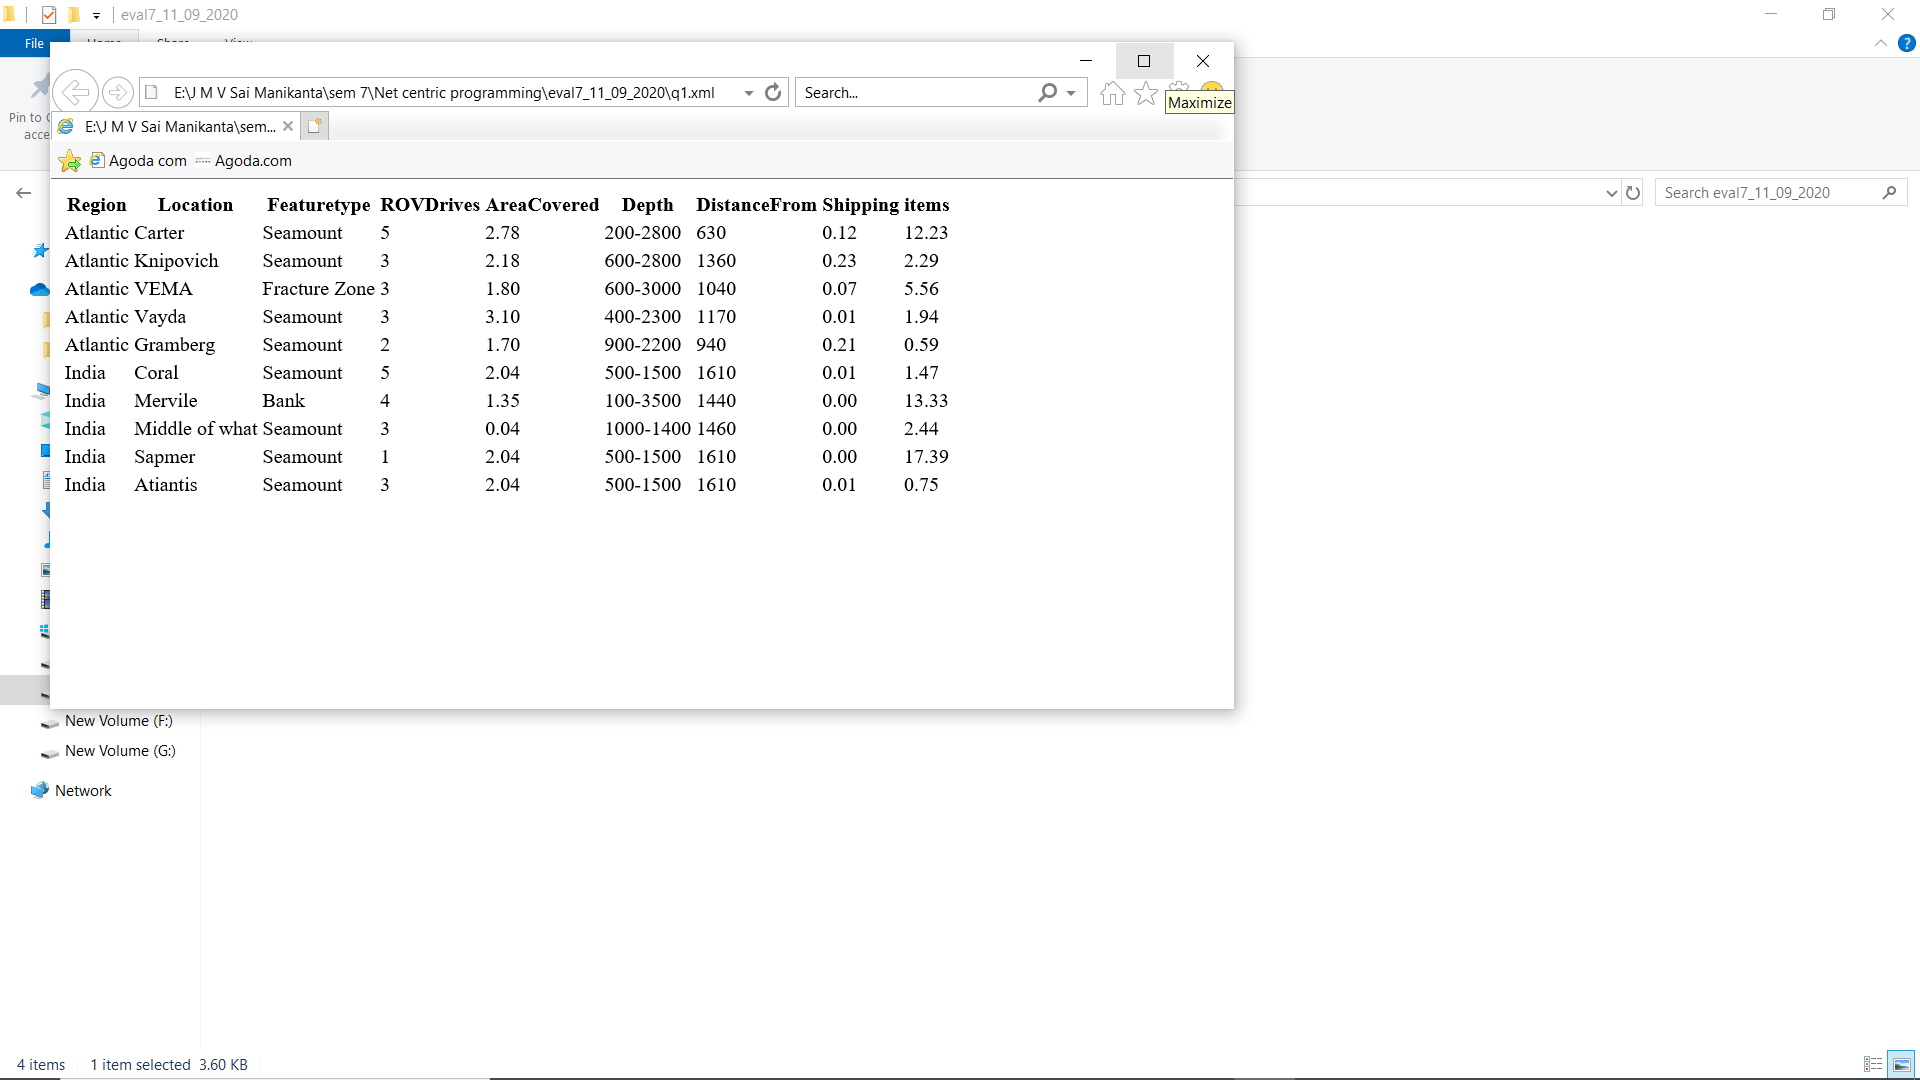 eval7_11_09_2020
File
Pin to
acce
Search eval7_11_09_2020
E:\J M V Sai Manikanta\sem 7\Net centric programming\eval7_11_09_2020\q1.xml
Search...
Maximize
E:\J M V Sai Manikanta\sem...
Agoda com Agoda.com
Region Location Featuretype ROVDrives AreaCovered Depth DistanceFrom Shipping items
Atlantic Carter Seamount 5 2.78 200-2800 630 0.12 12.23
Atlantic Knipovich Seamount 3 2.18 600-2800 1360 0.23 2.29
Atlantic VEMA Fracture Zone 3 1.80 600-3000 1040 0.07 5.56
Atlantic Vayda Seamount 3 3.10 400-2300 1170 0.01 1.94
Atlantic Gramberg Seamount 2 1.70 900-2200 940 0.21 0.59
India Coral Seamount 5 2.04 500-1500 1610 0.01 1.47
India Mervile Bank 4 1.35 100-3500 1440 0.00 13.33
India Middle of what Seamount 3 0.04 1000-1400 1460 0.00 2.44
India Sapmer Seamount 1 2.04 500-1500 1610 0.00 17.39
India Atiantis Seamount 3 2.04 500-1500 1610 0.01 0.75
New Volume (F:)
New Volume (G:)
Network
4 items 1 item selected 3.60 KB